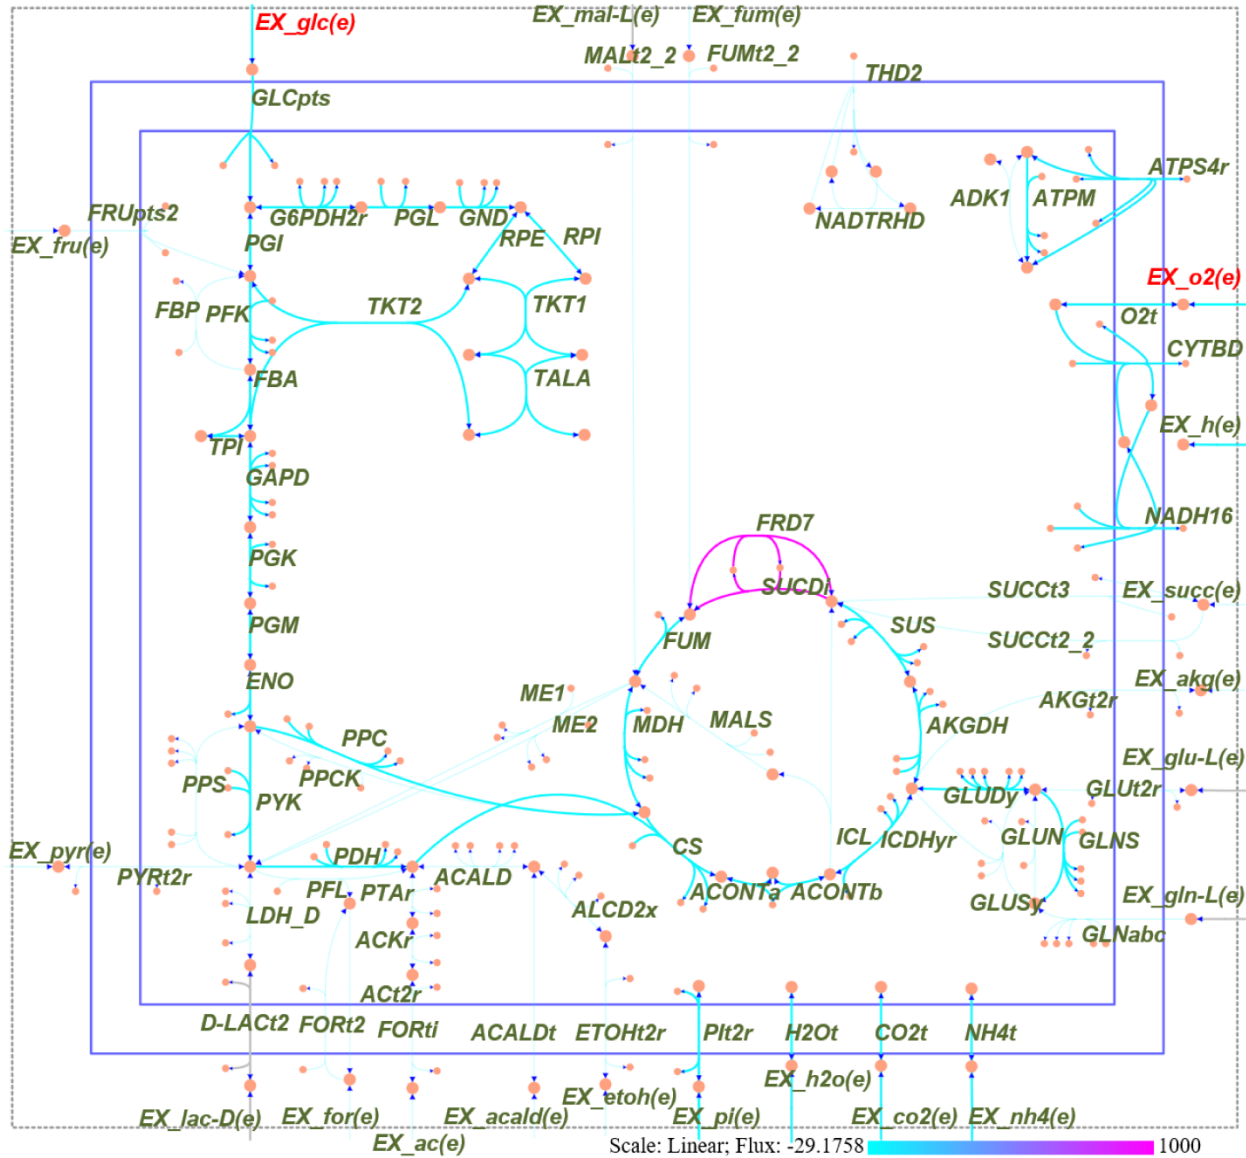 EX_glc(e)
EX_mal-L(e)
EX_fum(e)
MALt2_2
FUMt2_2
THD2
GLCpts
ATPS4r
ADK1
ATPM
FRUpts2
G6PDH2r
PGL
GND
NADTRHD
EX_fru(e)
PGI
RPE
RPI
EX_o2(e)
FBP
PFK
TKT2
TKT1
O2t
CYTBD
FBA
TALA
EX_h(e)
TPI
GAPD
NADH16
FRD7
PGK
SUCDi
SUCCt3
EX_succ(e)
PGM
FUM
SUS
SUCCt2_2
ENO
ME1
EX_akg(e)
AKGt2r
ME2
MDH
MALS
AKGDH
PPC
EX_glu-L(e)
PPS
PPCK
PYK
GLUDy
GLUt2r
EX_pyr(e)
PDH
CS
ICL
ICDHyr
GLUN
GLNS
PYRt2r
PFL
PTAr
ACALD
ACONTa
ACONTb
EX_gln-L(e)
LDH_D
ALCD2x
GLUSy
ACKr
GLNabc
ACt2r
D-LACt2
FORt2
FORti
ACALDt
ETOHt2r
PIt2r
H2Ot
CO2t
NH4t
EX_h2o(e)
EX_etoh(e)
EX_lac-D(e)
EX_for(e)
EX_acald(e)
EX_pi(e)
EX_co2(e)
EX_nh4(e)
EX_ac(e)
Scale: Linear; Flux: -29.1758
1000